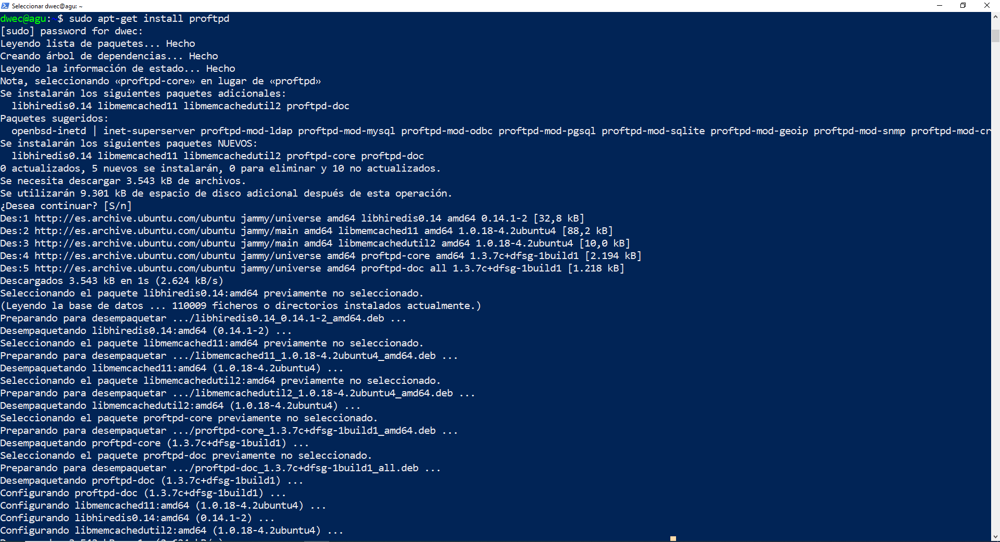 Seleccionar dwec@agu: ~
dwec@agu:~$ sudo apt-get install proftpd
[sudo] password for dwec:
Leyendo lista de paquetes... Hecho
Creando árbol de dependencias... Hecho
Leyendo la información de estado... Hecho
Nota, seleccionando «proftpd-core» en lugar de «proftpd»
Se instalarán los siguientes paquetes adicionales:
  libhiredis0.14 libmemcached11 libmemcachedutil2 proftpd-doc
Paquetes sugeridos:
  openbsd-inetd | inet-superserver proftpd-mod-ldap proftpd-mod-mysql proftpd-mod-odbc proftpd-mod-pgsql proftpd-mod-sqlite proftpd-mod-geoip proftpd-mod-snmp proftpd-mod-cr
Se instalarán los siguientes paquetes NUEVOS:
  libhiredis0.14 libmemcached11 libmemcachedutil2 proftpd-core proftpd-doc
0 actualizados, 5 nuevos se instalarán, 0 para eliminar y 10 no actualizados.
Se necesita descargar 3.543 kB de archivos.
Se utilizarán 9.301 kB de espacio de disco adicional después de esta operación.
¿Desea continuar? [S/n]
Des:1 http://es.archive.ubuntu.com/ubuntu jammy/universe amd64 libhiredis0.14 amd64 0.14.1-2 [32,8 kB]
Des:2 http://es.archive.ubuntu.com/ubuntu jammy/main amd64 libmemcached11 amd64 1.0.18-4.2ubuntu4 [88,2 kB]
Des:3 http://es.archive.ubuntu.com/ubuntu jammy/main amd64 libmemcachedutil2 amd64 1.0.18-4.2ubuntu4 [10,0 kB]
Des:4 http://es.archive.ubuntu.com/ubuntu jammy/universe amd64 proftpd-core amd64 1.3.7c+dfsg-1build1 [2.194 kB]
Des:5 http://es.archive.ubuntu.com/ubuntu jammy/universe amd64 proftpd-doc all 1.3.7c+dfsg-1build1 [1.218 kB]
Descargados 3.543 kB en 1s (2.624 kB/s)
Seleccionando el paquete libhiredis0.14:amd64 previamente no seleccionado.
(Leyendo la base de datos ... 110009 ficheros o directorios instalados actualmente.)
Preparando para desempaquetar .../libhiredis0.14_0.14.1-2_amd64.deb ...
Desempaquetando libhiredis0.14:amd64 (0.14.1-2) ...
Seleccionando el paquete libmemcached11:amd64 previamente no seleccionado.
Preparando para desempaquetar .../libmemcached11_1.0.18-4.2ubuntu4_amd64.deb ...
Desempaquetando libmemcached11:amd64 (1.0.18-4.2ubuntu4) ...
Seleccionando el paquete libmemcachedutil2:amd64 previamente no seleccionado.
Preparando para desempaquetar .../libmemcachedutil2_1.0.18-4.2ubuntu4_amd64.deb ...
Desempaquetando libmemcachedutil2:amd64 (1.0.18-4.2ubuntu4) ...
Seleccionando el paquete proftpd-core previamente no seleccionado.
Preparando para desempaquetar .../proftpd-core_1.3.7c+dfsg-1build1_amd64.deb ...
Desempaquetando proftpd-core (1.3.7c+dfsg-1build1) ...
Seleccionando el paquete proftpd-doc previamente no seleccionado.
Preparando para desempaquetar .../proftpd-doc_1.3.7c+dfsg-1build1_all.deb ...
Desempaquetando proftpd-doc (1.3.7c+dfsg-1build1) ...
Configurando proftpd-doc (1.3.7c+dfsg-1build1) ...
Configurando libmemcached11:amd64 (1.0.18-4.2ubuntu4) ...
Configurando libhiredis0.14:amd64 (0.14.1-2) ...
Configurando libmemcachedutil2:amd64 (1.0.18-4.2ubuntu4) ...